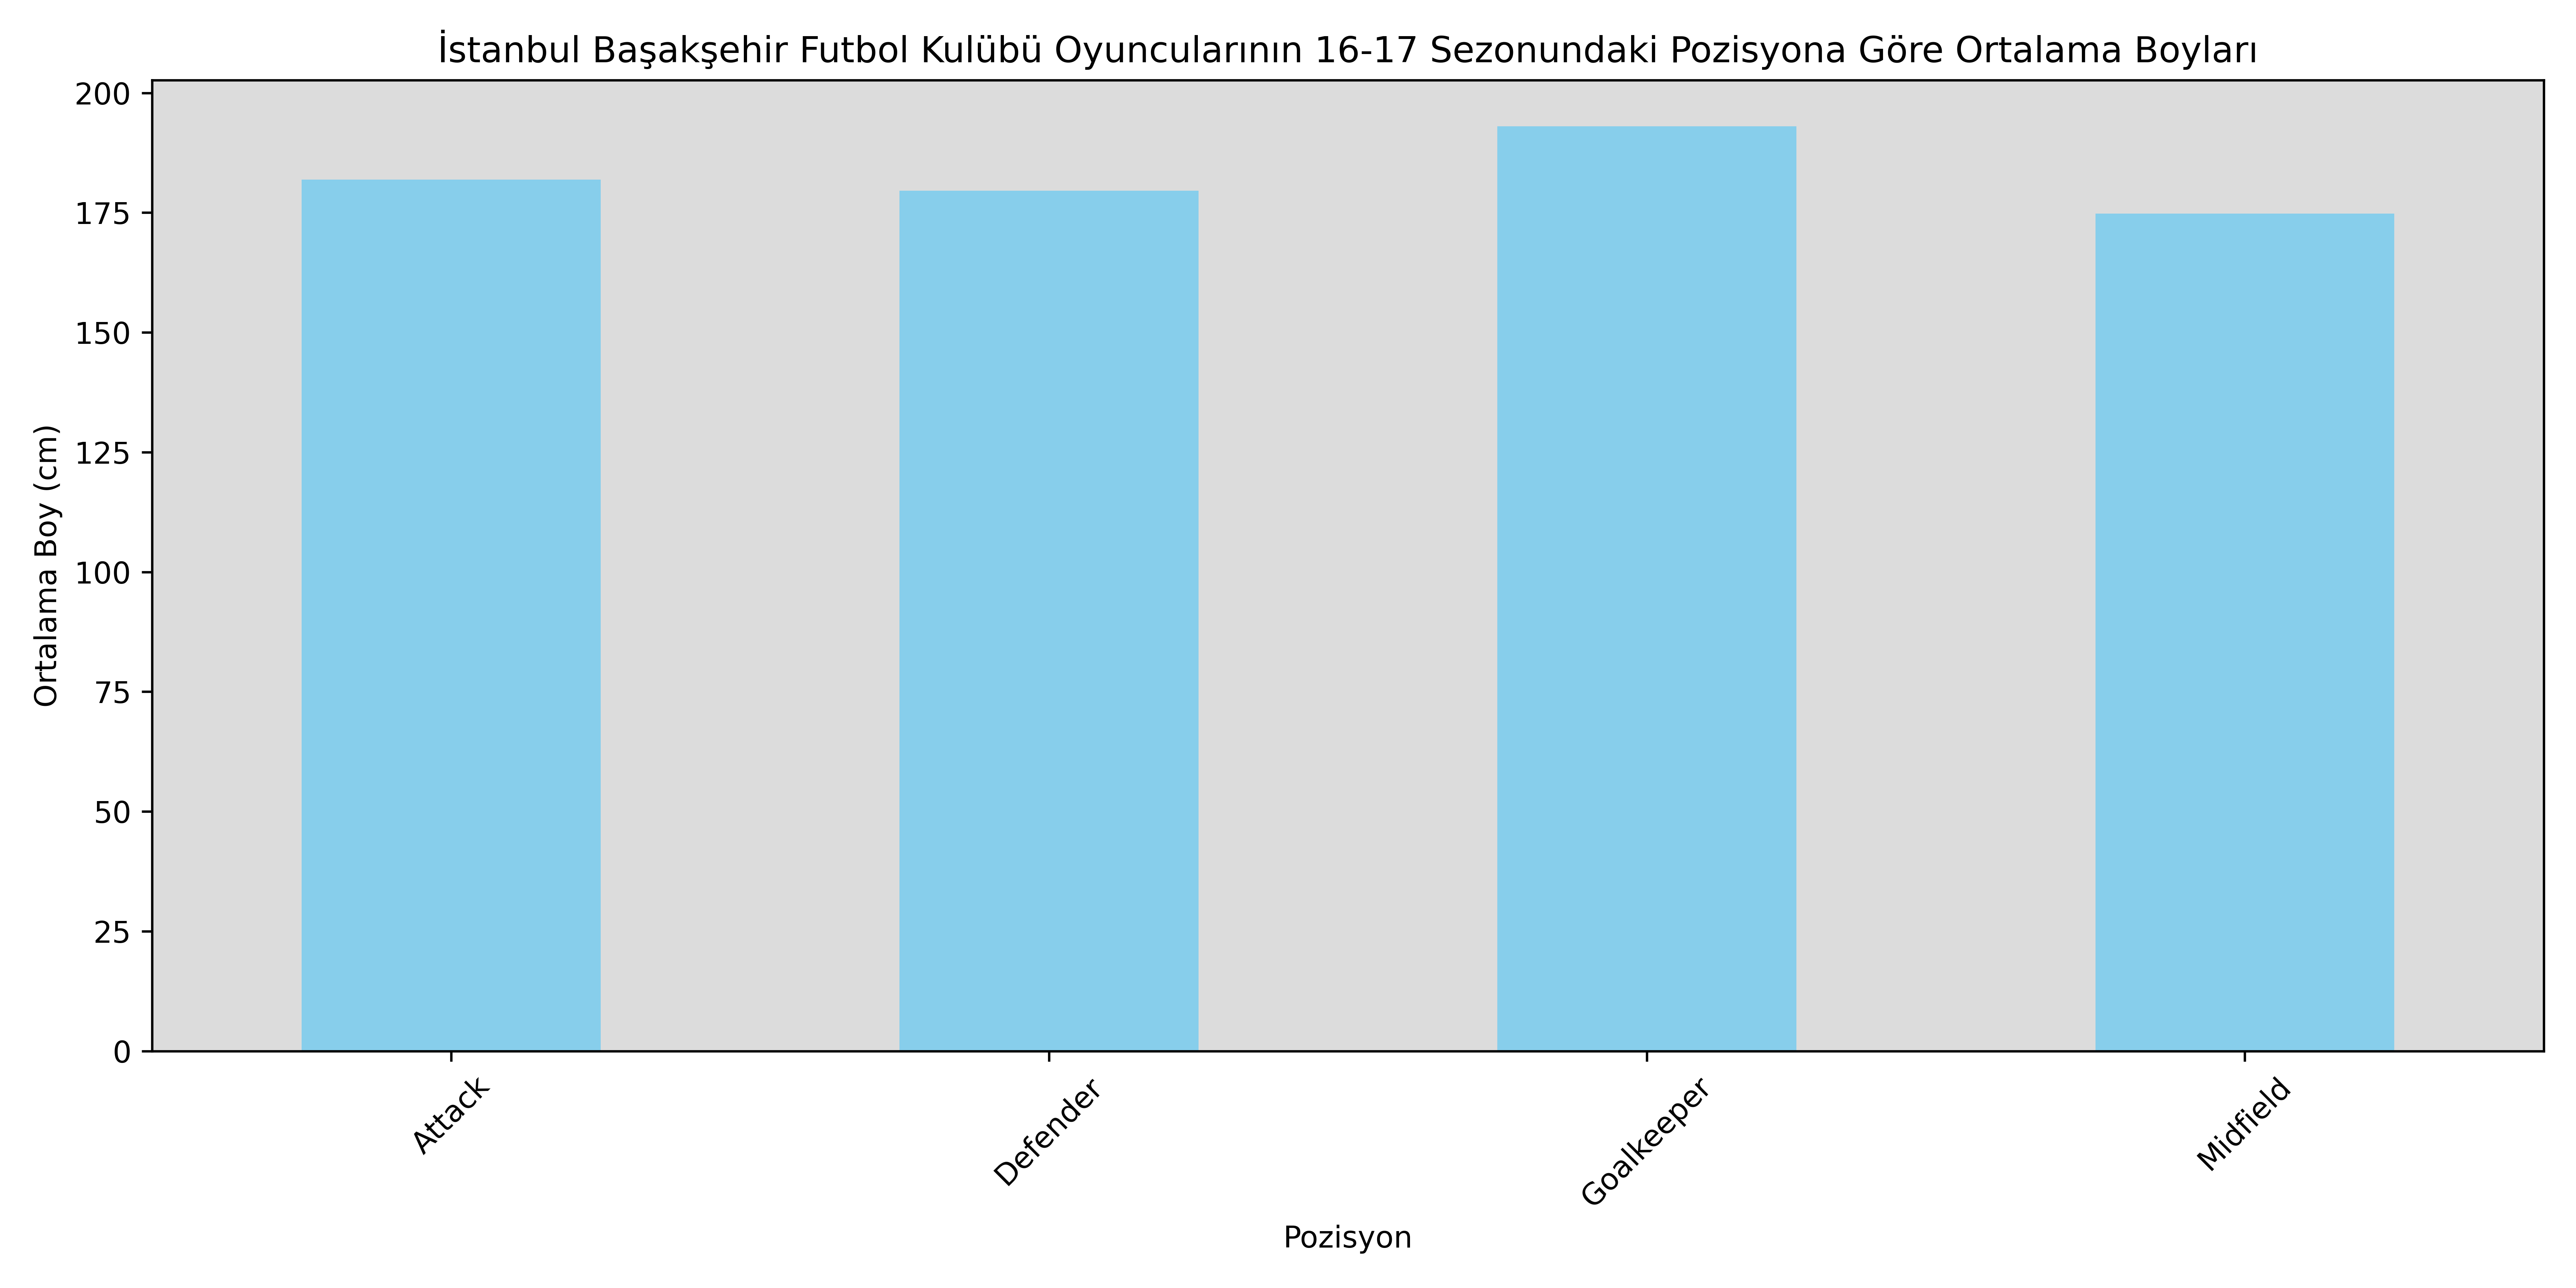 İstanbul Başakşehir Futbol Kulübü Oyuncularının 16-17 Sezonundaki Pozisyona Göre Ortalama Boyları
Ortalama Boy (cm)
200
175
150
125
100
75
50
25
0
Attack
Defender
Goalkeeper
Midfield
Pozisyon